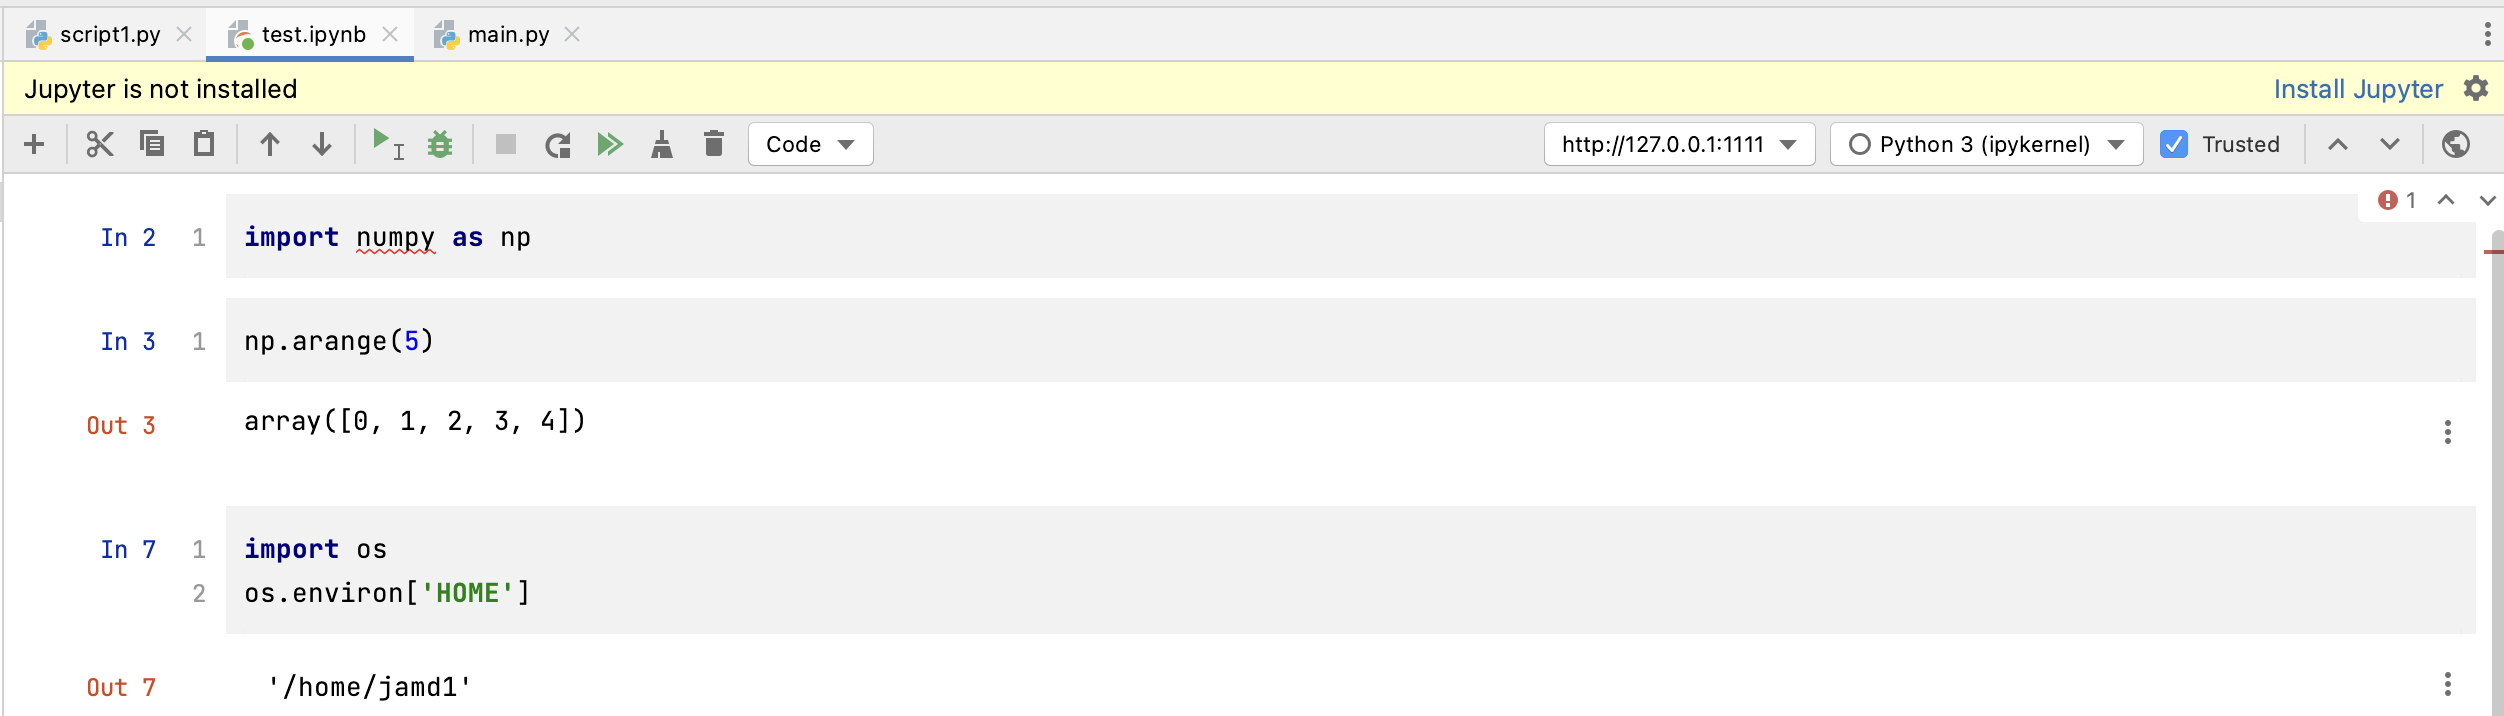 script1.py test.ipynb main.py
Jupyter is not installed Install Jupyter
Code http://127.0.0.1:1111 Python 3 (ipykernel) Trusted
1
In 2 1 import numpy as np
In 3 1 np.arange(5)
Out 3 array([0, 1, 2, 3, 4])
In 7 1 import os
2 os.environ['HOME']
Out 7 '/home/jamd1'